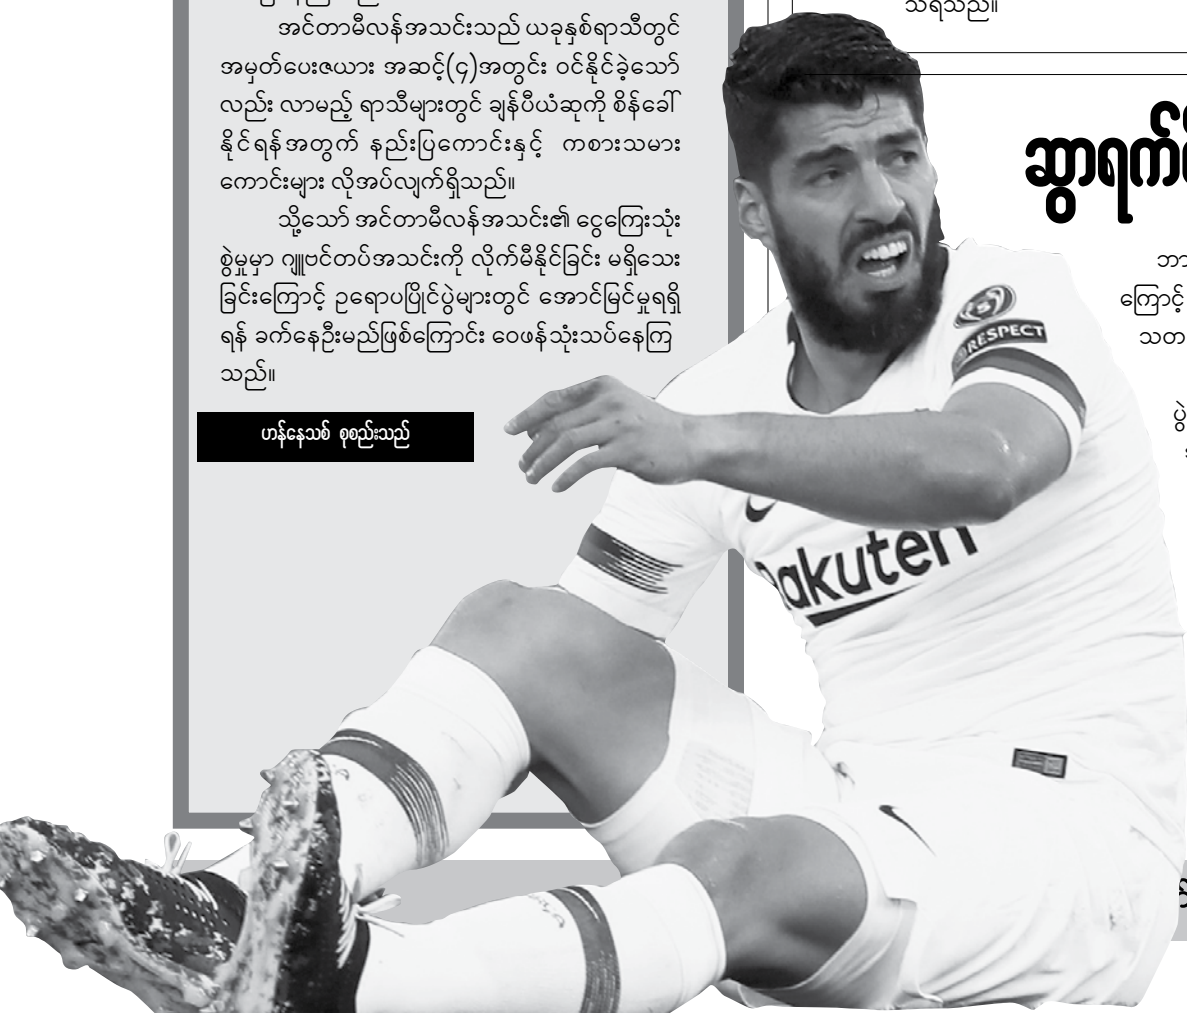 အင်တာမီလန်အသင်းသည် ယခုနှစ်ရာသီတွင်
အမှတ်ပေးဇယား အဆင့်(၄)အတွင်း ဝင်နိုင်ခဲ့သော်
လည်း လာမည့် ရာသီများတွင် ချန်ပီယံဆုကို စိန်ခေါ်
နိုင်ရန်အတွက် နည်းပြကောင်းနှင့် ကစားသမား
ကောင်းများ လိုအပ်လျက်ရှိသည်။
သို့သော် အင်တာမီလန်အသင်း၏ ငွေကြေးသုံး
စွဲမှုမှာ ဂျူဗင်တပ်အသင်းကို လိုက်မီနိုင်ခြင်း မရှိသေး
ခြင်းကြောင့် ဥရောပပြိုင်ပွဲများတွင် အောင်မြင်မှုရရှိ
ရန် ခက်နေဦးမည်ဖြစ်ကြောင်း ဝေဖန်သုံးသပ်နေကြ
သည်။
ဟန်နေသစ် စုစည်းသည်
သိရသည်။
ဆွာရက်
ဘာ
ကြောင့်
သတ
ပွဲ
RESPECT
Rakuten